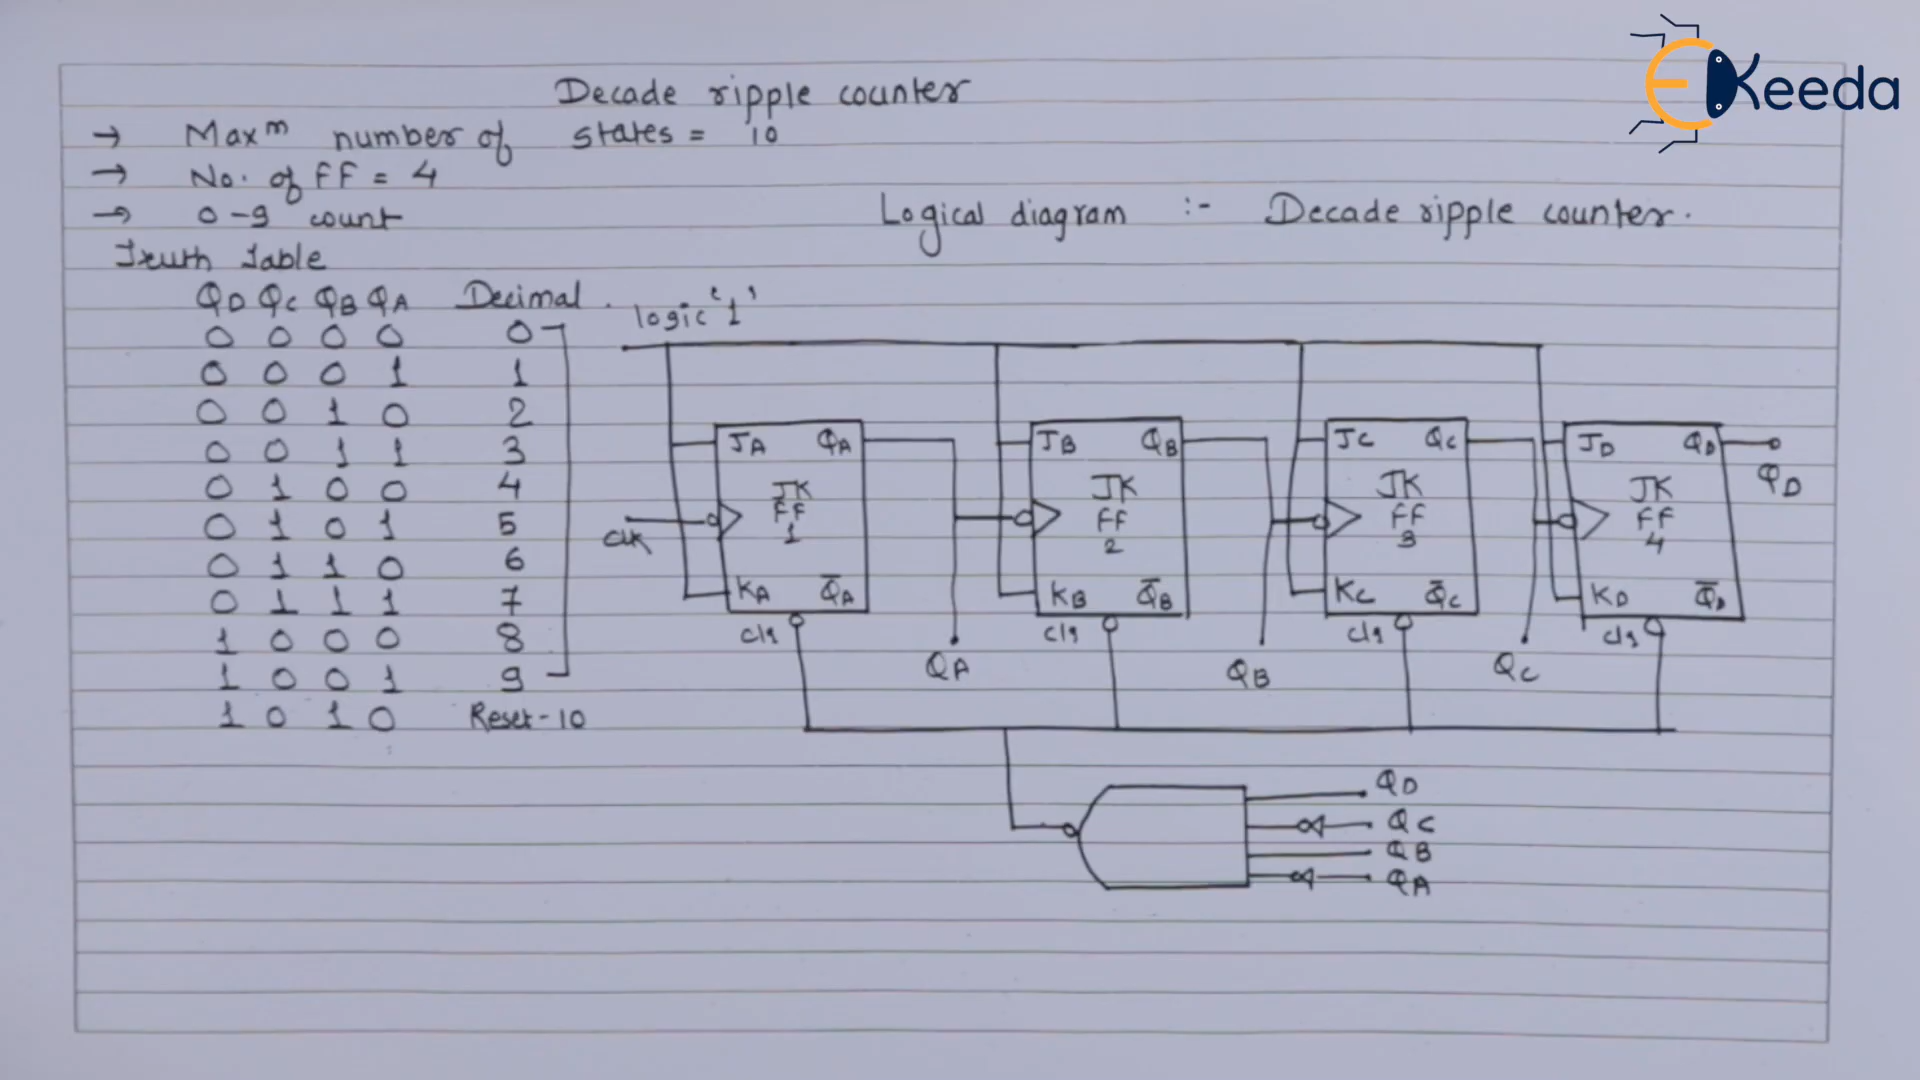 EKeeda
Decade ripple counter
→ Maxᵐ number of states = 10
→ No. of FF = 4
→ 0-9 count
Logical diagram :- Decade ripple counter.
Truth Table
QD QC QB QA Decimal.
0 0 0 0 0
0 0 0 1 1
0 0 1 0 2
0 0 1 1 3
0 1 0 0 4
0 1 0 1 5
0 1 1 0 6
0 1 1 1 7
1 0 0 0 8
1 0 0 1 9
1 0 1 0 Reset-10
logic '1'
JA QA JB QB JC QC JD QD
QD
JK JK JK JK
FF FF FF FF
1 2 3 4
Clk
KA Q̅A KB Q̅B KC Q̅C KD Q̅D
Clr Clr Clr Clr
QA QB QC
QD
QC
QB
QA